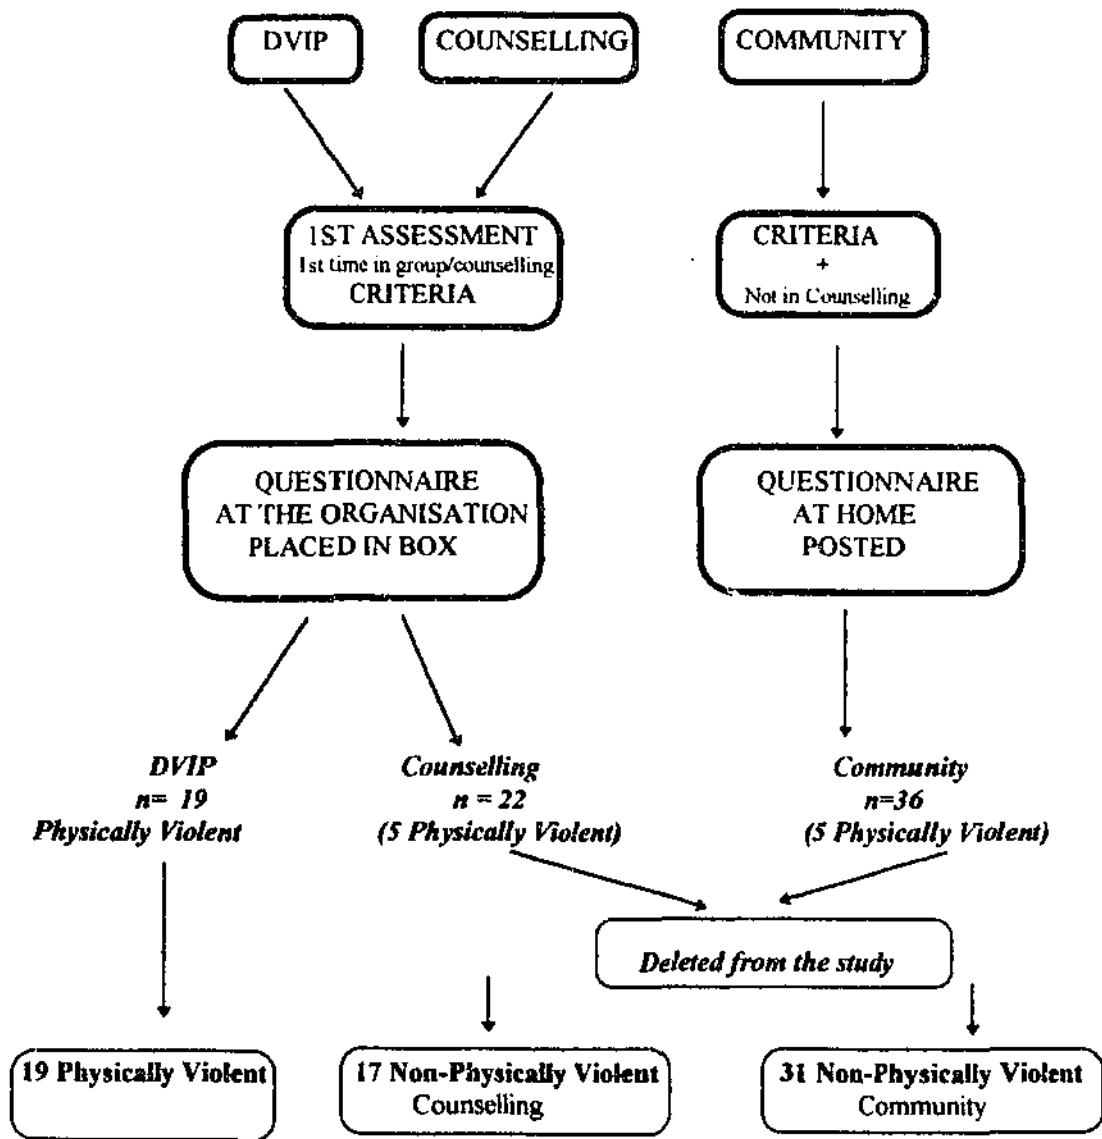 DVIP
COUNSELLING
COMMUNITY
1ST ASSESSMENT
1st time in group/counselling
CRITERIA
CRITERIA
+
Not in Counselling
QUESTIONNAIRE
AT THE ORGANISATION
PLACED IN BOX
QUESTIONNAIRE
AT HOME
POSTED
DVIP
n= 19
Physically Violent
Counselling
n = 22
(5 Physically Violent)
Community
n=36
(5 Physically Violent)
Deleted from the study
19 Physically Violent
17 Non-Physically Violent
Counselling
31 Non-Physically Violent
Community